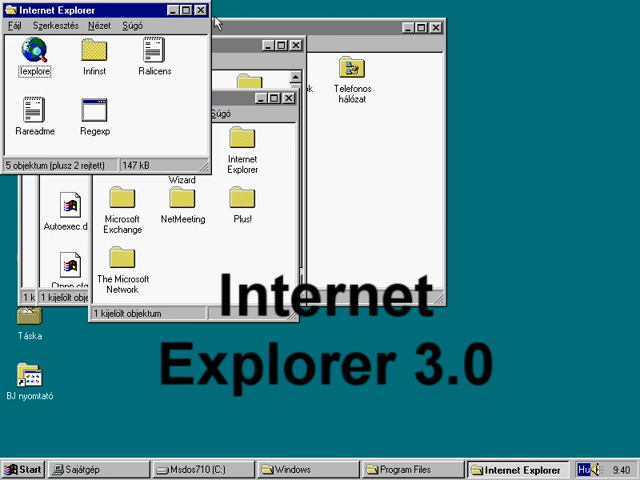 Internet Explorer
Fájl Szerkesztés Nézet Súgó
Iexplore
Infinst
Ralicens
Rareadme
Regexp
5 objektum (plusz 2 rejtett)
147 kB
Telefonos
hálózat
Súgó
Internet
Explorer
Wizard
Microsoft
Exchange
NetMeeting
Plus!
The Microsoft
Network
1 kijelölt objektum
Autoexec.d
1 k
1 kijelölt obje
Internet
Explorer 3.0
Táska
BJ nyomtató
Start
Sajátgép
Msdos710 (C:)
Windows
Program Files
Internet Explorer
Hu
9:40